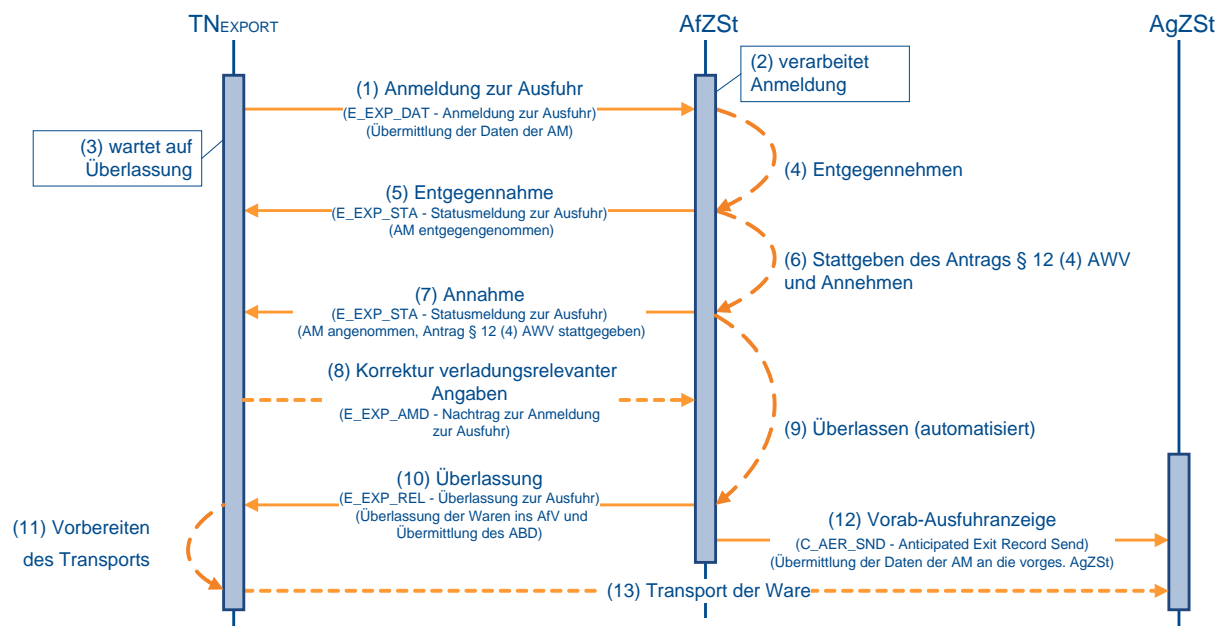 TNEXPORT
AfZSt
AgZSt
(2) verarbeitet
Anmeldung
(1) Anmeldung zur Ausfuhr
(E_EXP_DAT - Anmeldung zur Ausfuhr)
(Übermittlung der Daten der AM)
(3) wartet auf
Überlassung
(4) Entgegennehmen
(5) Entgegennahme
(E_EXP_STA - Statusmeldung zur Ausfuhr)
(AM entgegengenommen)
(6) Stattgeben des Antrags § 12 (4) AWV
und Annehmen
(7) Annahme
(E_EXP_STA - Statusmeldung zur Ausfuhr)
(AM angenommen, Antrag § 12 (4) AWV stattgegeben)
(8) Korrektur verladungsrelevanter
Angaben
(E_EXP_AMD - Nachtrag zur Anmeldung
zur Ausfuhr)
(9) Überlassen (automatisiert)
(10) Überlassung
(E_EXP_REL - Überlassung zur Ausfuhr)
(Überlassung der Waren ins AfV und
Übermittlung des ABD)
(11) Vorbereiten
des Transports
(12) Vorab-Ausfuhranzeige
(C_AER_SND - Anticipated Exit Record Send)
(Übermittlung der Daten der AM an die vorges. AgZSt)
(13) Transport der Ware